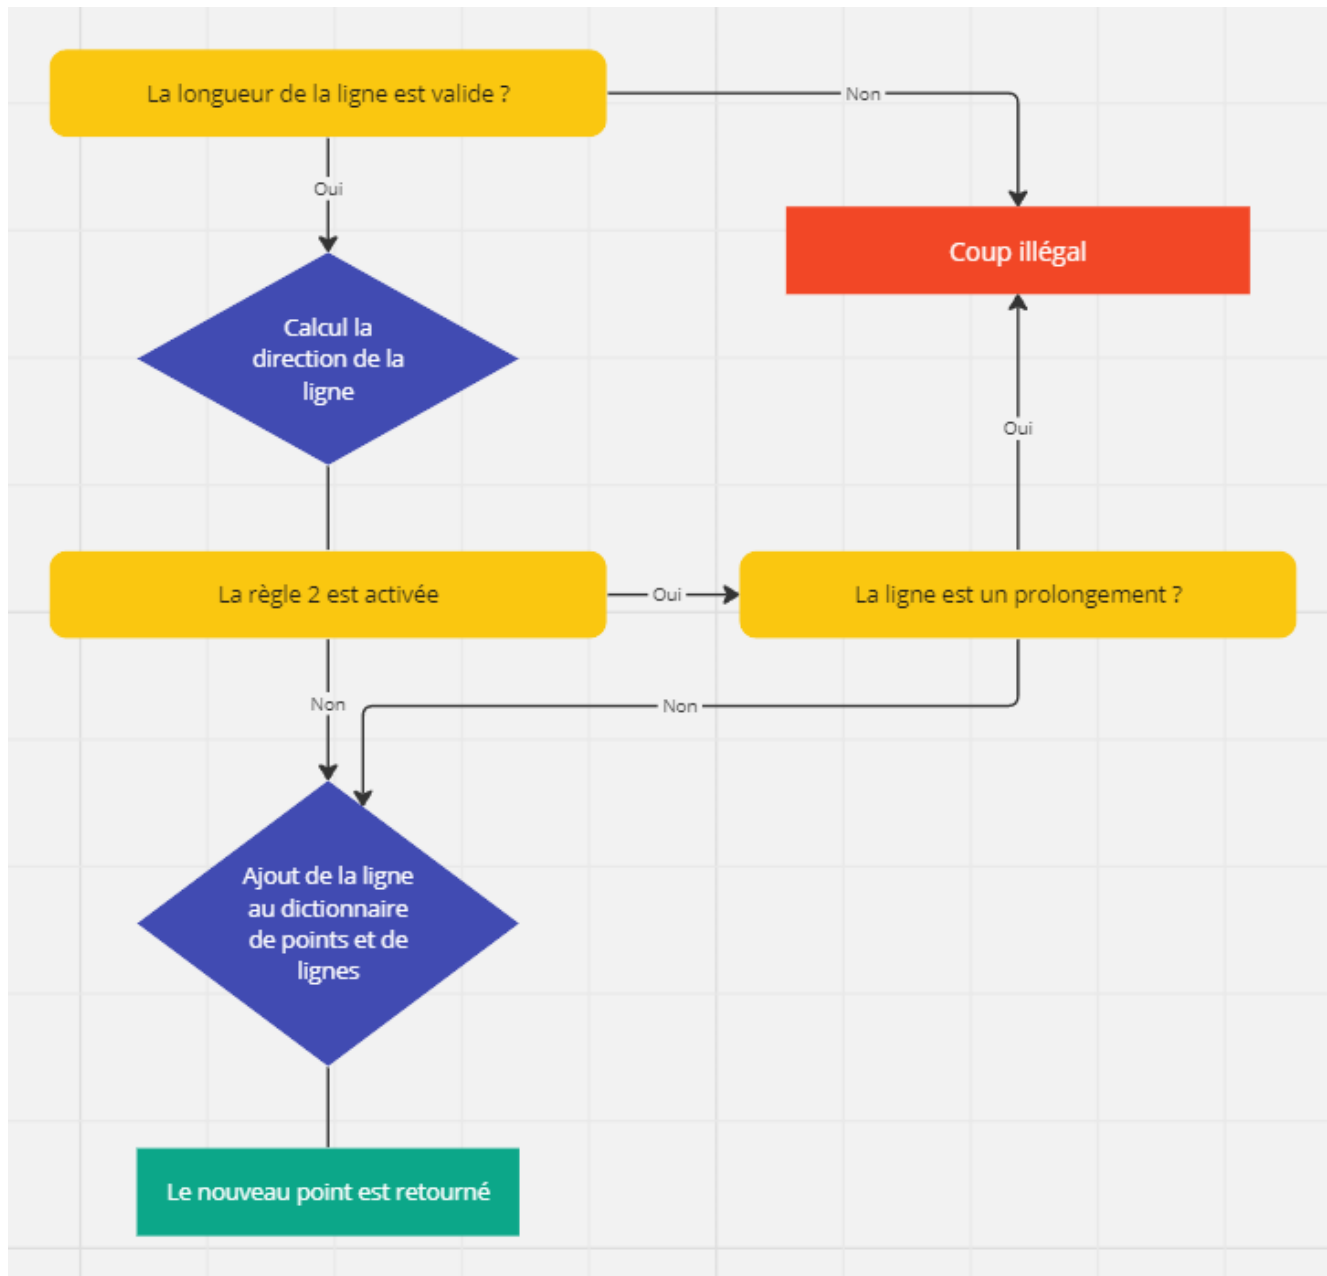 La longueur de la ligne est valide ?
Non
Oui
Coup illégal
Calcul la
direction de la
ligne
Oui
La règle 2 est activée
Oui
La ligne est un prolongement ?
Non
Non
Ajout de la ligne
au dictionnaire
de points et de
lignes
Le nouveau point est retourné